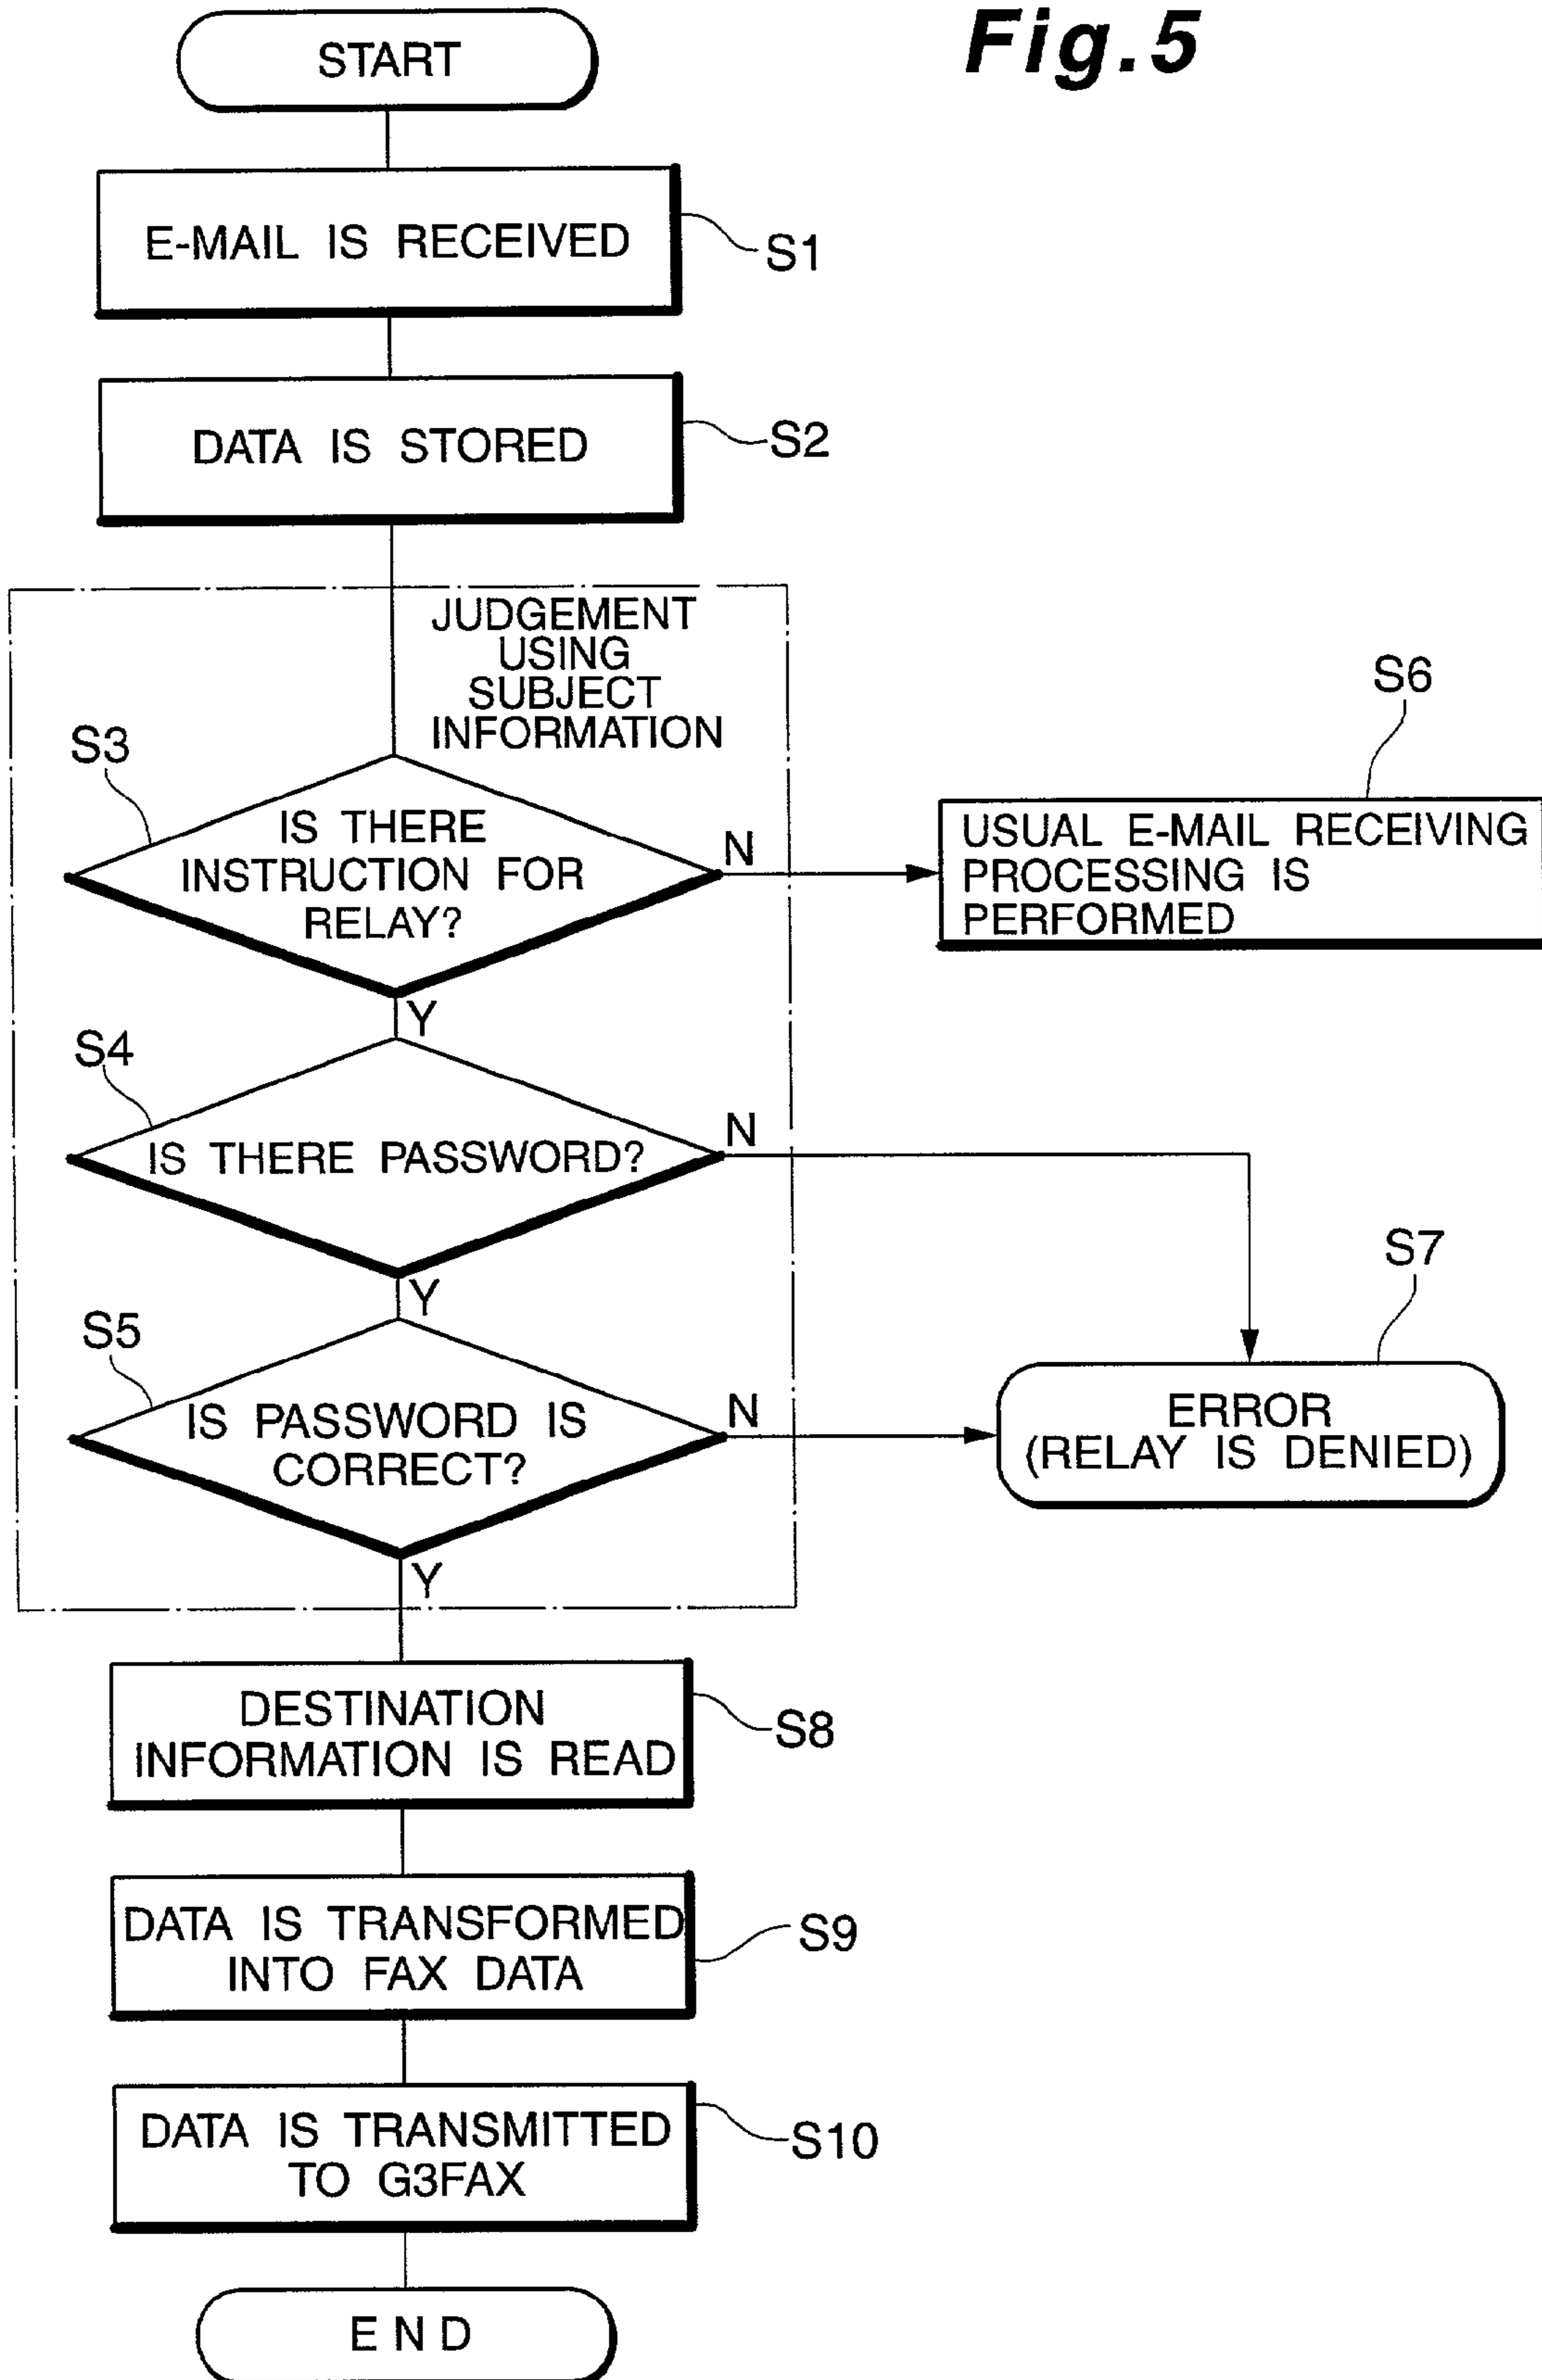 Fig.5
START
E-MAIL IS RECEIVED
S1
DATA IS STORED
S2
JUDGEMENT
USING
SUBJECT
INFORMATION
S3
IS THERE
INSTRUCTION FOR
RELAY?
N
Y
S6
USUAL E-MAIL RECEIVING
PROCESSING IS
PERFORMED
S4
IS THERE PASSWORD?
N
Y
S5
IS PASSWORD IS
CORRECT?
N
Y
S7
ERROR
(RELAY IS DENIED)
DESTINATION
INFORMATION IS READ
S8
DATA IS TRANSFORMED
INTO FAX DATA
S9
DATA IS TRANSMITTED
TO G3FAX
S10
END